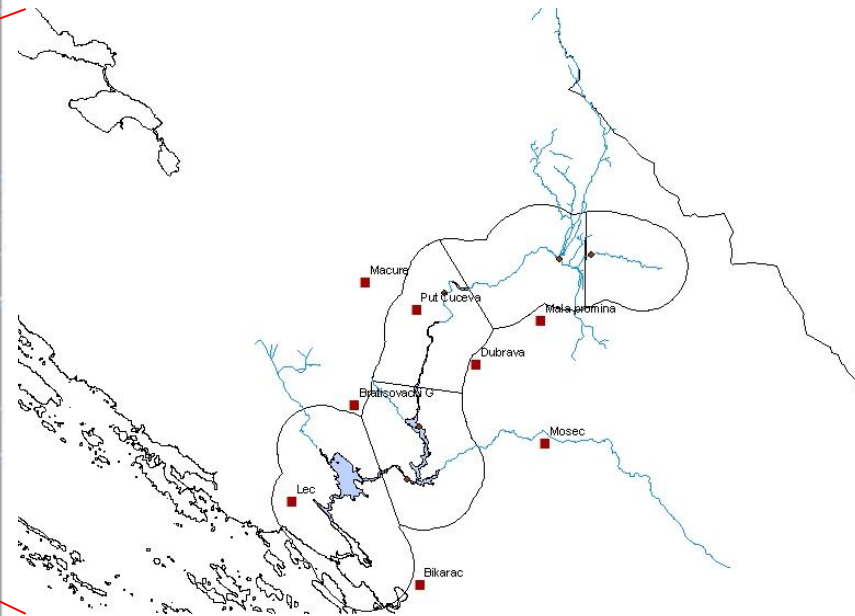 Macure
Put Cuceva
Mala promina
Dubrava
Bratisovaci G
Mosec
Lec
Bikarac